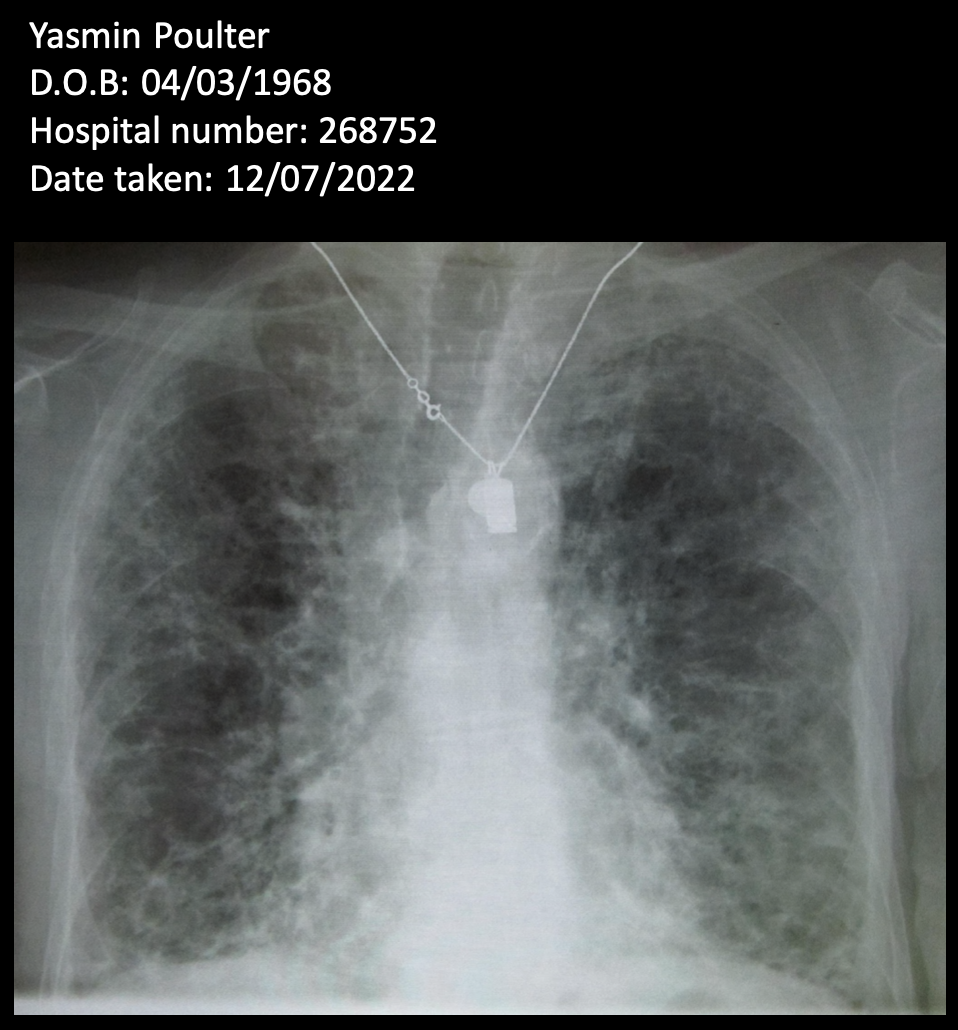 Yasmin Poulter
D.O.B: 04/03/1968
Hospital number: 268752
Date taken: 12/07/2022